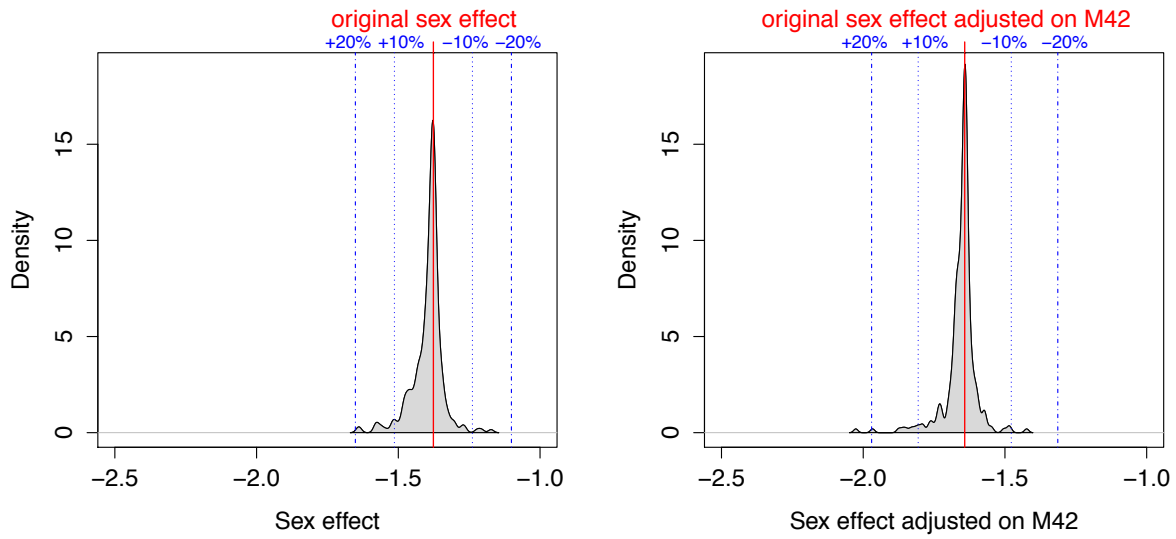 original sex effect
+20% +10% −10% −20%
Density
15
10
5
0
−2.5 −2.0 −1.5 −1.0
Sex effect
original sex effect adjusted on M42
+20% +10% −10% −20%
Density
15
10
5
0
−2.5 −2.0 −1.5 −1.0
Sex effect adjusted on M42